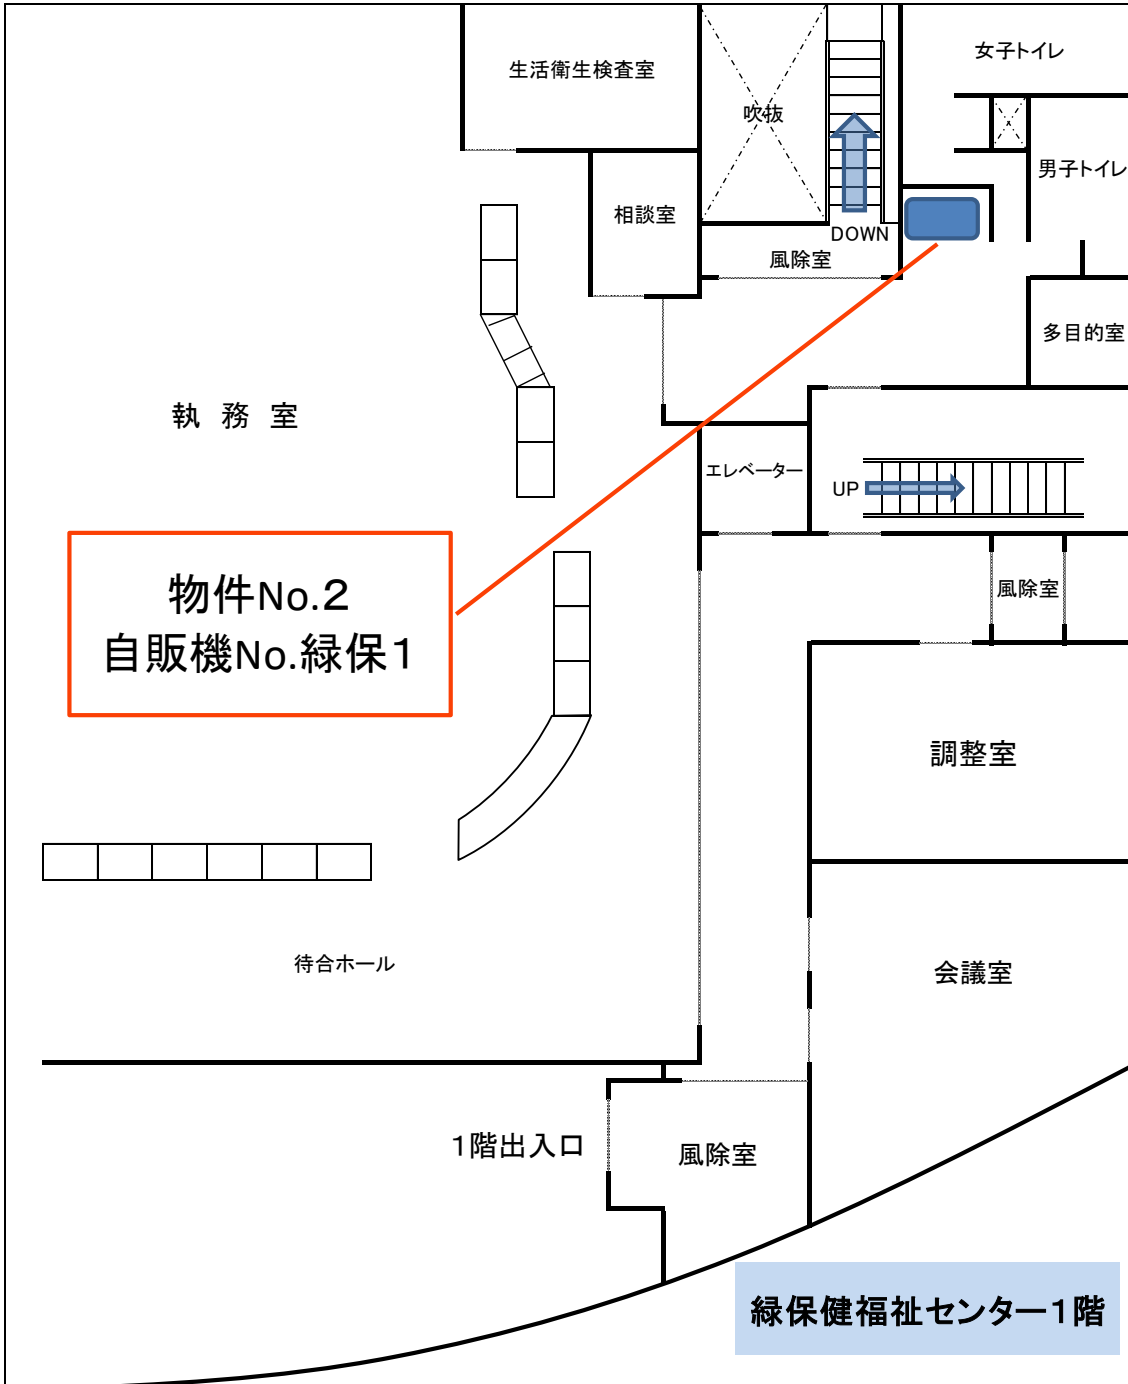 女子トイレ
生活衛生検査室
吹抜
男子トイレ
相談室
DOWN
風除室
多目的室
執 務 室
エレベーター
UP
物件No.2
自販機No.緑保1
風除室
調整室
待合ホール
会議室
1階出入口
風除室
緑保健福祉センター1階